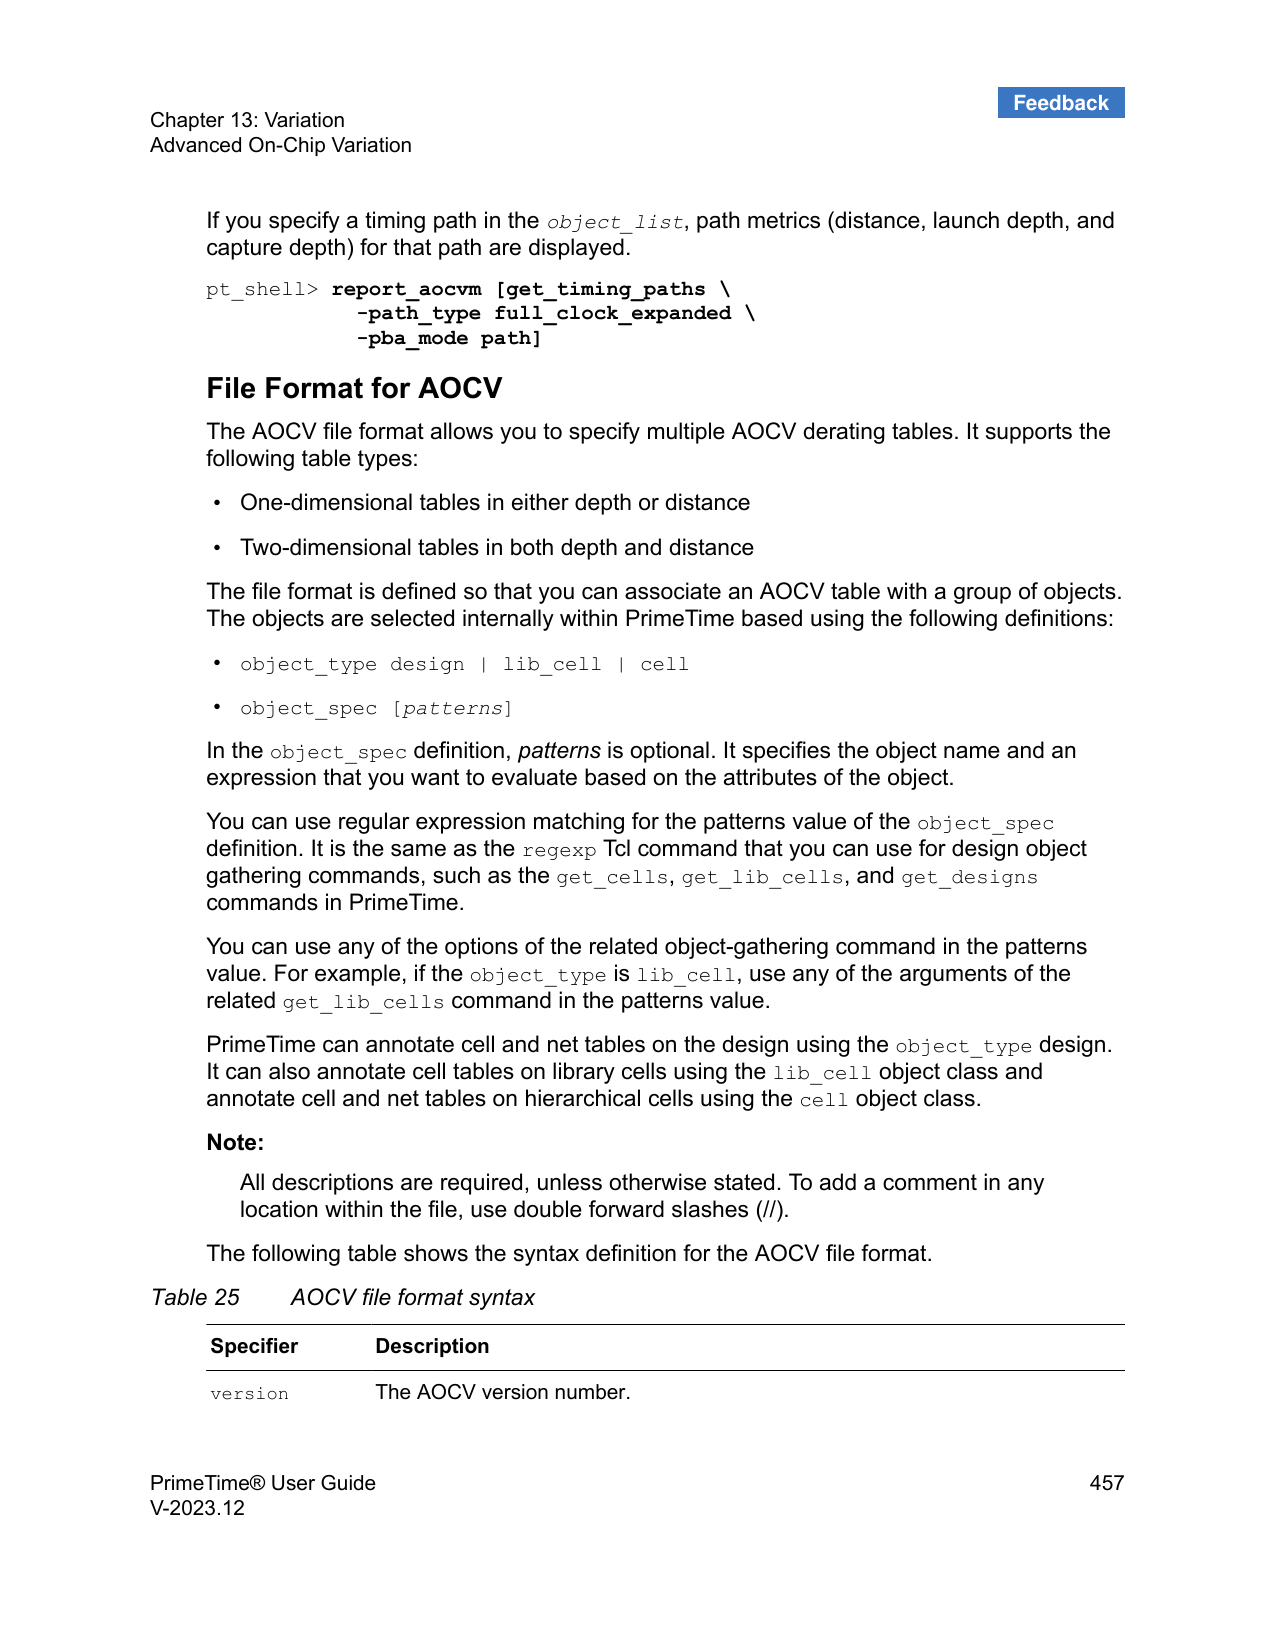 Feedback
Chapter 13: Variation
Advanced On-Chip Variation
If you specify a timing path in the object_list, path metrics (distance, launch depth, and
capture depth) for that path are displayed.
pt_shell> report_aocvm [get_timing_paths \
-path_type full_clock_expanded \
-pba_mode path]
File Format for AOCV
The AOCV file format allows you to specify multiple AOCV derating tables. It supports the
following table types:
• One-dimensional tables in either depth or distance
• Two-dimensional tables in both depth and distance
The file format is defined so that you can associate an AOCV table with a group of objects.
The objects are selected internally within PrimeTime based using the following definitions:
• object_type design | lib_cell | cell
• object_spec [patterns]
In the object_spec definition, patterns is optional. It specifies the object name and an
expression that you want to evaluate based on the attributes of the object.
You can use regular expression matching for the patterns value of the object_spec
definition. It is the same as the regexp Tcl command that you can use for design object
gathering commands, such as the get_cells, get_lib_cells, and get_designs
commands in PrimeTime.
You can use any of the options of the related object-gathering command in the patterns
value. For example, if the object_type is lib_cell, use any of the arguments of the
related get_lib_cells command in the patterns value.
PrimeTime can annotate cell and net tables on the design using the object_type design.
It can also annotate cell tables on library cells using the lib_cell object class and
annotate cell and net tables on hierarchical cells using the cell object class.
Note:
All descriptions are required, unless otherwise stated. To add a comment in any
location within the file, use double forward slashes (//).
The following table shows the syntax definition for the AOCV file format.
Table 25 AOCV file format syntax
Specifier Description
version The AOCV version number.
PrimeTime® User Guide 457
V-2023.12